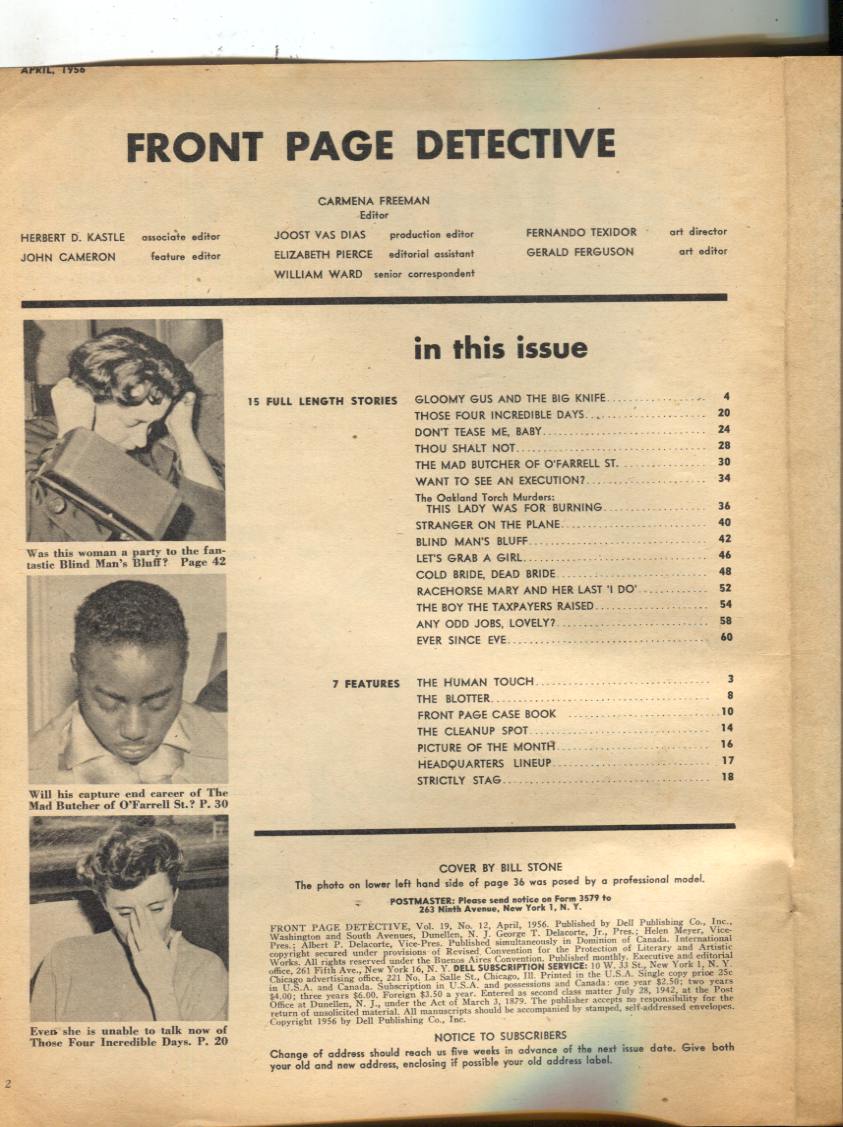 APRIL, 1956
FRONT PAGE DETECTIVE
CARMENA FREEMAN
Editor
HERBERT D. KASTLE associate editor
JOHN CAMERON feature editor
JOOST VAS DIAS production editor
ELIZABETH PIERCE editorial assistant
WILLIAM WARD senior correspondent
FERNANDO TEXIDOR art director
GERALD FERGUSON art editor
Was this woman a party to the fan-
tastic Blind Man's Bluff? Page 42
Will his capture end career of The
Mad Butcher of O'Farrell St.? P. 30
Even she is unable to talk now of
Those Four Incredible Days. P. 20
in this issue
15 FULL LENGTH STORIES
GLOOMY GUS AND THE BIG KNIFE 4
THOSE FOUR INCREDIBLE DAYS 20
DON'T TEASE ME, BABY 24
THOU SHALT NOT 28
THE MAD BUTCHER OF O'FARRELL ST. 30
WANT TO SEE AN EXECUTION? 34
The Oakland Torch Murders:
THIS LADY WAS FOR BURNING 36
STRANGER ON THE PLANE 40
BLIND MAN'S BLUFF 42
LET'S GRAB A GIRL 46
COLD BRIDE, DEAD BRIDE 48
RACEHORSE MARY AND HER LAST 'I DO' 52
THE BOY THE TAXPAYERS RAISED 54
ANY ODD JOBS, LOVELY? 58
EVER SINCE EVE 60
7 FEATURES
THE HUMAN TOUCH 3
THE BLOTTER 8
FRONT PAGE CASE BOOK 10
THE CLEANUP SPOT 14
PICTURE OF THE MONTH 16
HEADQUARTERS LINEUP 17
STRICTLY STAG 18
COVER BY BILL STONE
The photo on lower left hand side of page 36 was posed by a professional model.
POSTMASTER: Please send notice on Form 3579 to
263 Ninth Avenue, New York 1, N. Y.
FRONT PAGE DETECTIVE, Vol. 19, No. 12, April, 1956. Published by Dell Publishing Co., Inc.,
Washington and South Avenues, Dunellen, N. J. George T. Delacorte, Jr., Pres.; Helen Meyer, Vice-
Pres.; Albert P. Delacorte, Vice-Pres. Published simultaneously in Dominion of Canada. International
copyright secured under provisions of Revised Convention for the Protection of Literary and Artistic
Works. All rights reserved under the Buenos Aires Convention. Published monthly. Executive and editorial
office, 261 Fifth Ave., New York 16, N. Y. DELL SUBSCRIPTION SERVICE: 10 W. 33 St., New York 1, N. Y.
Chicago advertising office, 221 No. La Salle St., Chicago, Ill. Printed in the U.S.A. Single copy price 25c
in U.S.A. and Canada. Subscription in U.S.A. and possessions and Canada: one year $2.50; two years
$4.00; three years $6.00. Foreign $3.50 a year. Entered as second class matter July 28, 1942, at the Post
Office at Dunellen, N. J., under the Act of March 3, 1879. The publisher accepts no responsibility for the
return of unsolicited material. All manuscripts should be accompanied by stamped, self-addressed envelopes.
Copyright 1956 by Dell Publishing Co., Inc.
NOTICE TO SUBSCRIBERS
Change of address should reach us five weeks in advance of the next issue date. Give both
your old and new address, enclosing if possible your old address label.
2